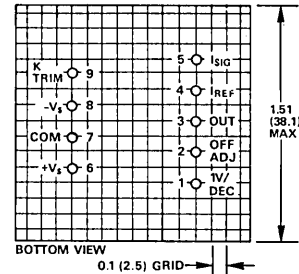 K
TRIM 9
-Vs 8
COM 7
+Vs 6
5 ISIG
4 IREF
3 OUT
2 OFF
ADJ
1 1V/
DEC
1.51
(38.1)
MAX
BOTTOM VIEW
0.1 (2.5) GRID